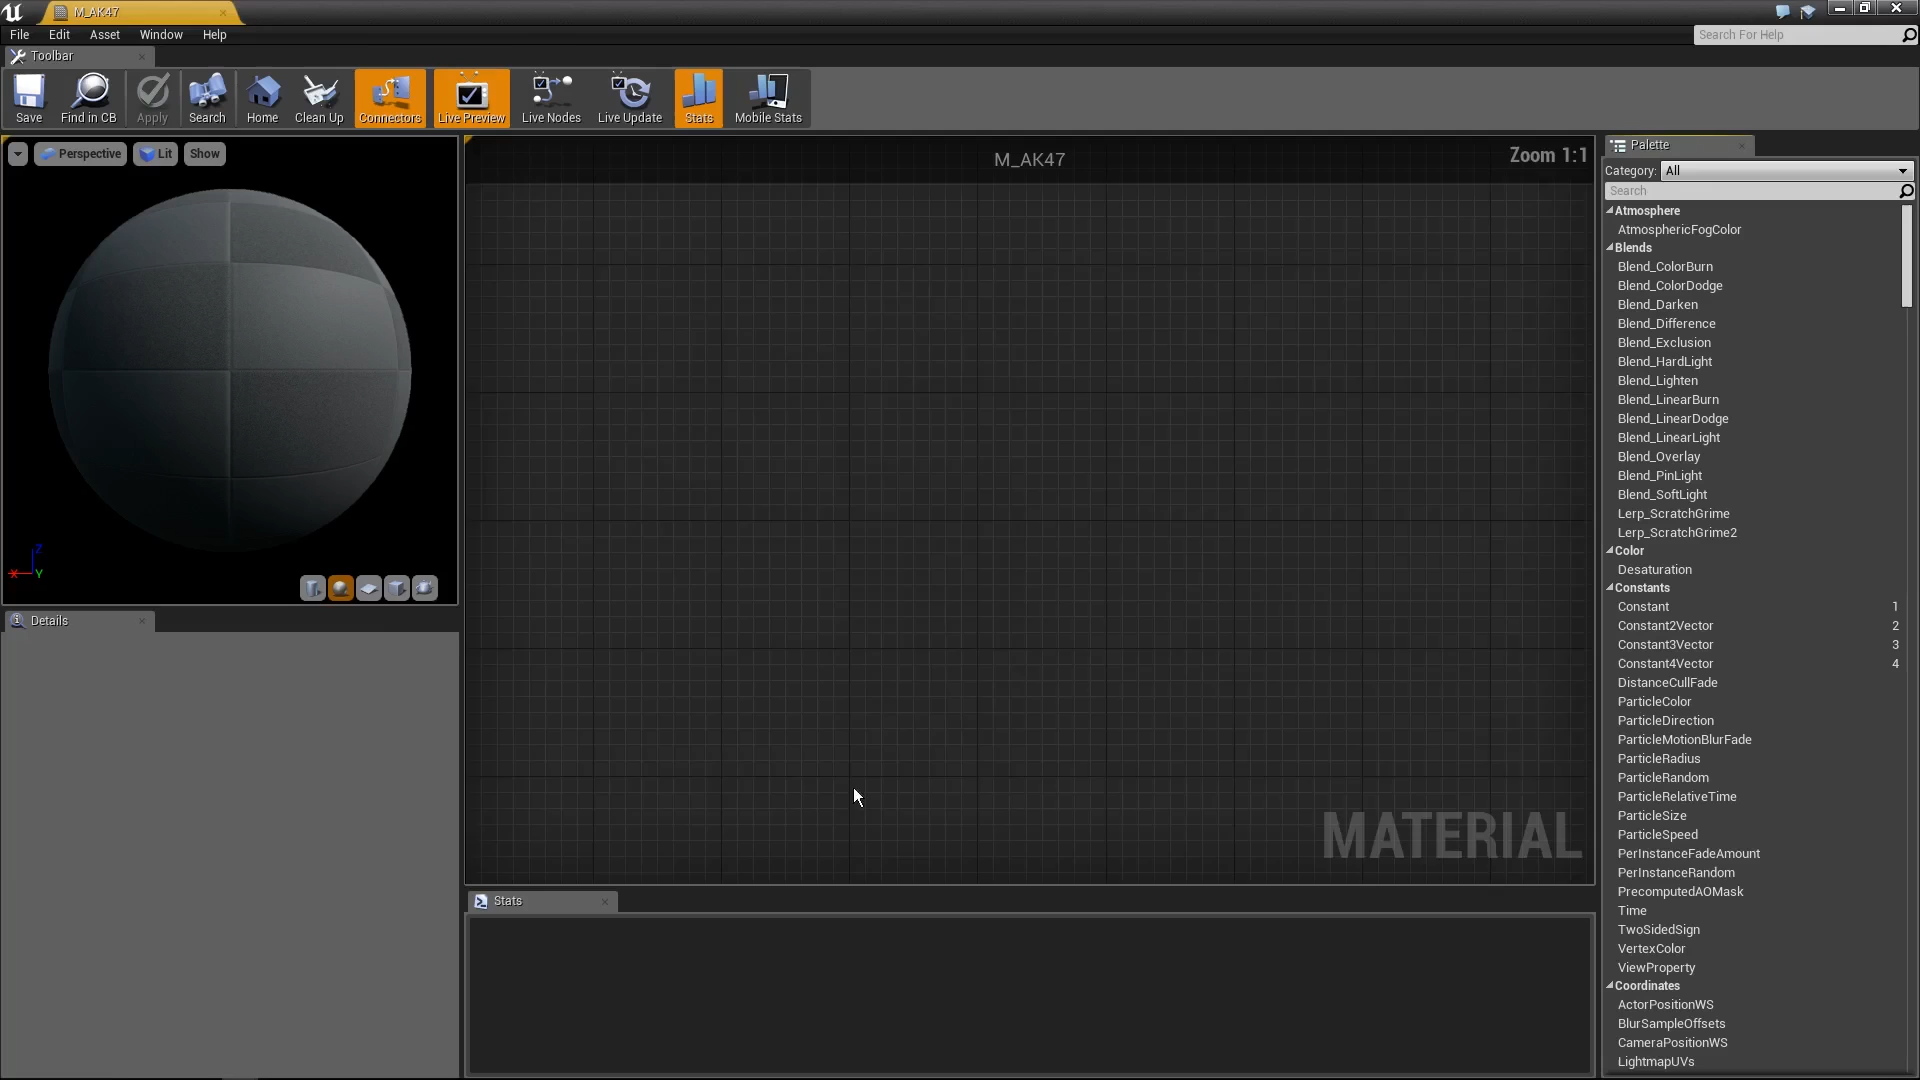 M_AK47
File Edit Asset Window Help
Search For Help
Toolbar
Save Find in CB Apply Search Home Clean Up Connectors Live Preview Live Nodes Live Update Stats Mobile Stats
Perspective Lit Show
Z
X Y
Details
M_AK47
Zoom 1:1
MATERIAL
Stats
Palette
Category: All
Search
Atmosphere
AtmosphericFogColor
Blends
Blend_ColorBurn
Blend_ColorDodge
Blend_Darken
Blend_Difference
Blend_Exclusion
Blend_HardLight
Blend_Lighten
Blend_LinearBurn
Blend_LinearDodge
Blend_LinearLight
Blend_Overlay
Blend_PinLight
Blend_SoftLight
Lerp_ScratchGrime
Lerp_ScratchGrime2
Color
Desaturation
Constants
Constant 1
Constant2Vector 2
Constant3Vector 3
Constant4Vector 4
DistanceCullFade
ParticleColor
ParticleDirection
ParticleMotionBlurFade
ParticleRadius
ParticleRandom
ParticleRelativeTime
ParticleSize
ParticleSpeed
PerInstanceFadeAmount
PerInstanceRandom
PrecomputedAOMask
Time
TwoSidedSign
VertexColor
ViewProperty
Coordinates
ActorPositionWS
BlurSampleOffsets
CameraPositionWS
LightmapUVs